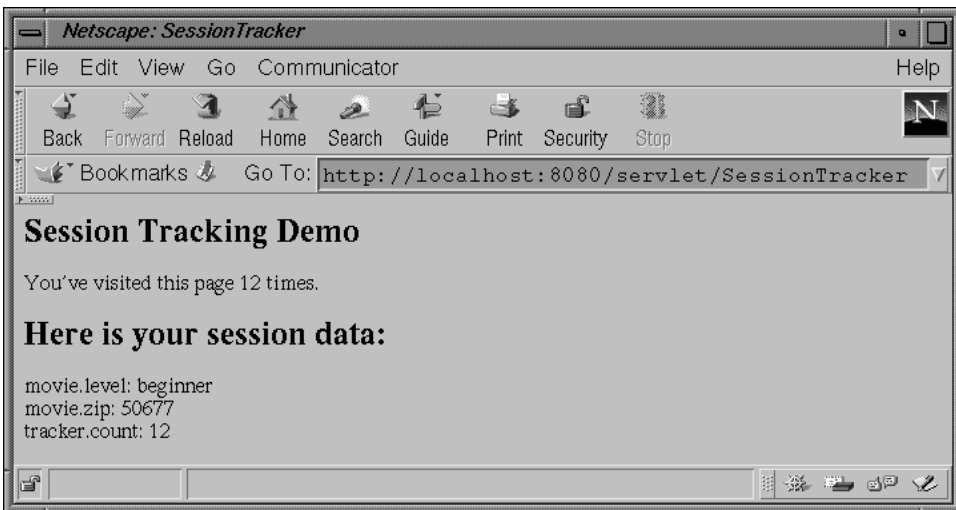 Netscape: SessionTracker
File Edit View Go Communicator Help
Back Forward Reload Home Search Guide Print Security Stop N
Bookmarks Go To: http://localhost:8080/servlet/SessionTracker
Session Tracking Demo
You've visited this page 12 times.
Here is your session data:
movie.level: beginner
movie.zip: 50677
tracker.count: 12